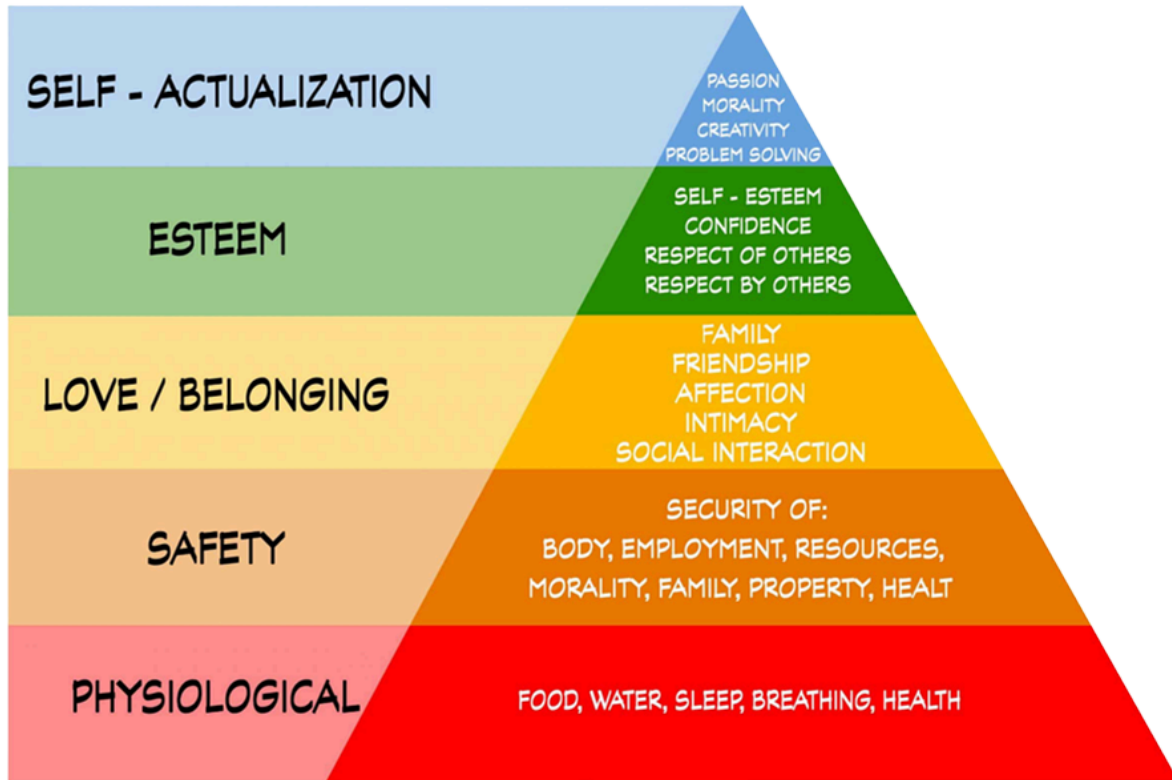 SELF - ACTUALIZATION
PASSION
MORALITY
CREATIVITY
PROBLEM SOLVING
ESTEEM
SELF - ESTEEM
CONFIDENCE
RESPECT OF OTHERS
RESPECT BY OTHERS
LOVE / BELONGING
FAMILY
FRIENDSHIP
AFFECTION
INTIMACY
SOCIAL INTERACTION
SAFETY
SECURITY OF:
BODY, EMPLOYMENT, RESOURCES,
MORALITY, FAMILY, PROPERTY, HEALT
PHYSIOLOGICAL
FOOD, WATER, SLEEP, BREATHING, HEALTH